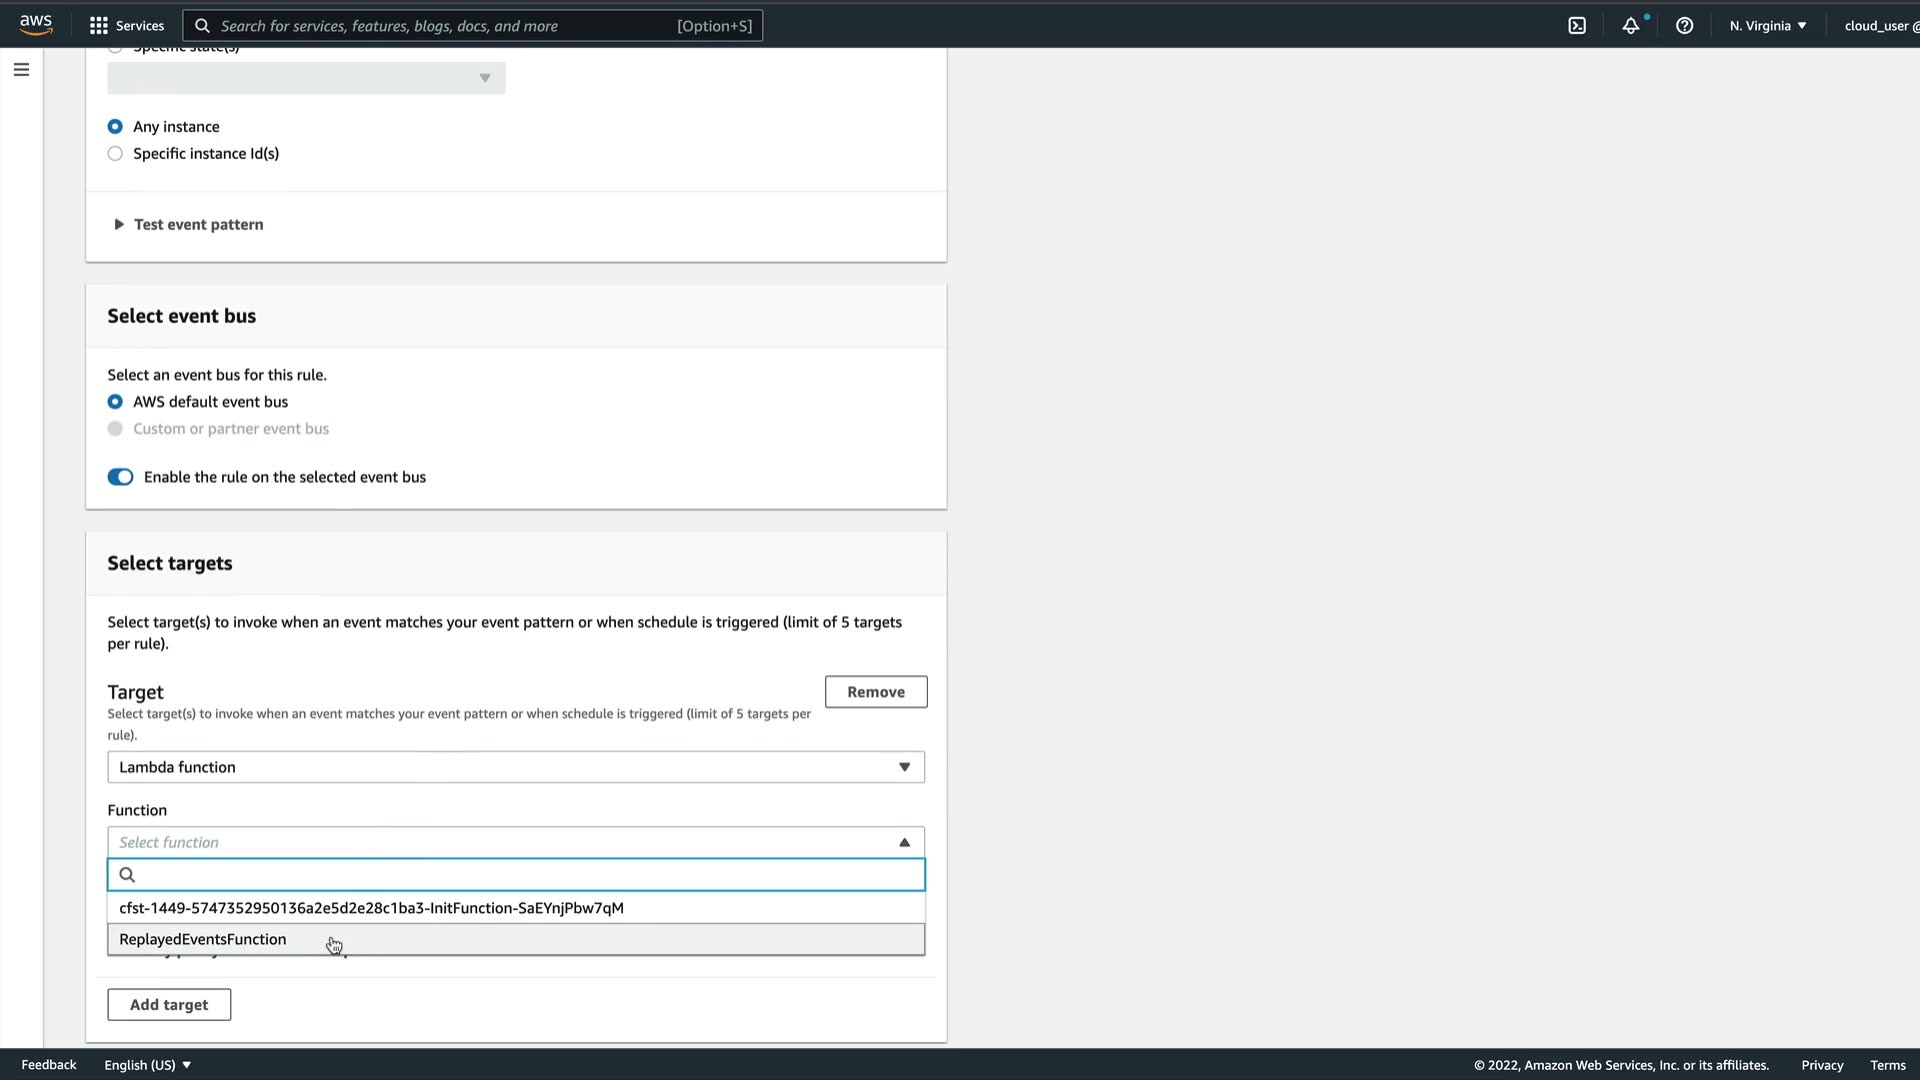 aws
Services
Search for services, features, blogs, docs, and more
[Option+S]
N. Virginia
cloud_user @
Specific state(s)
Any instance
Specific instance Id(s)
Test event pattern
Select event bus
Select an event bus for this rule.
AWS default event bus
Custom or partner event bus
Enable the rule on the selected event bus
Select targets
Select target(s) to invoke when an event matches your event pattern or when schedule is triggered (limit of 5 targets
per rule).
Target
Remove
Select target(s) to invoke when an event matches your event pattern or when schedule is triggered (limit of 5 targets per
rule).
Lambda function
Function
Select function
cfst-1449-5747352950136a2e5d2e28c1ba3-InitFunction-SaEYnjPbw7qM
ReplayedEventsFunction
Add target
Feedback
English (US)
© 2022, Amazon Web Services, Inc. or its affiliates.
Privacy
Terms